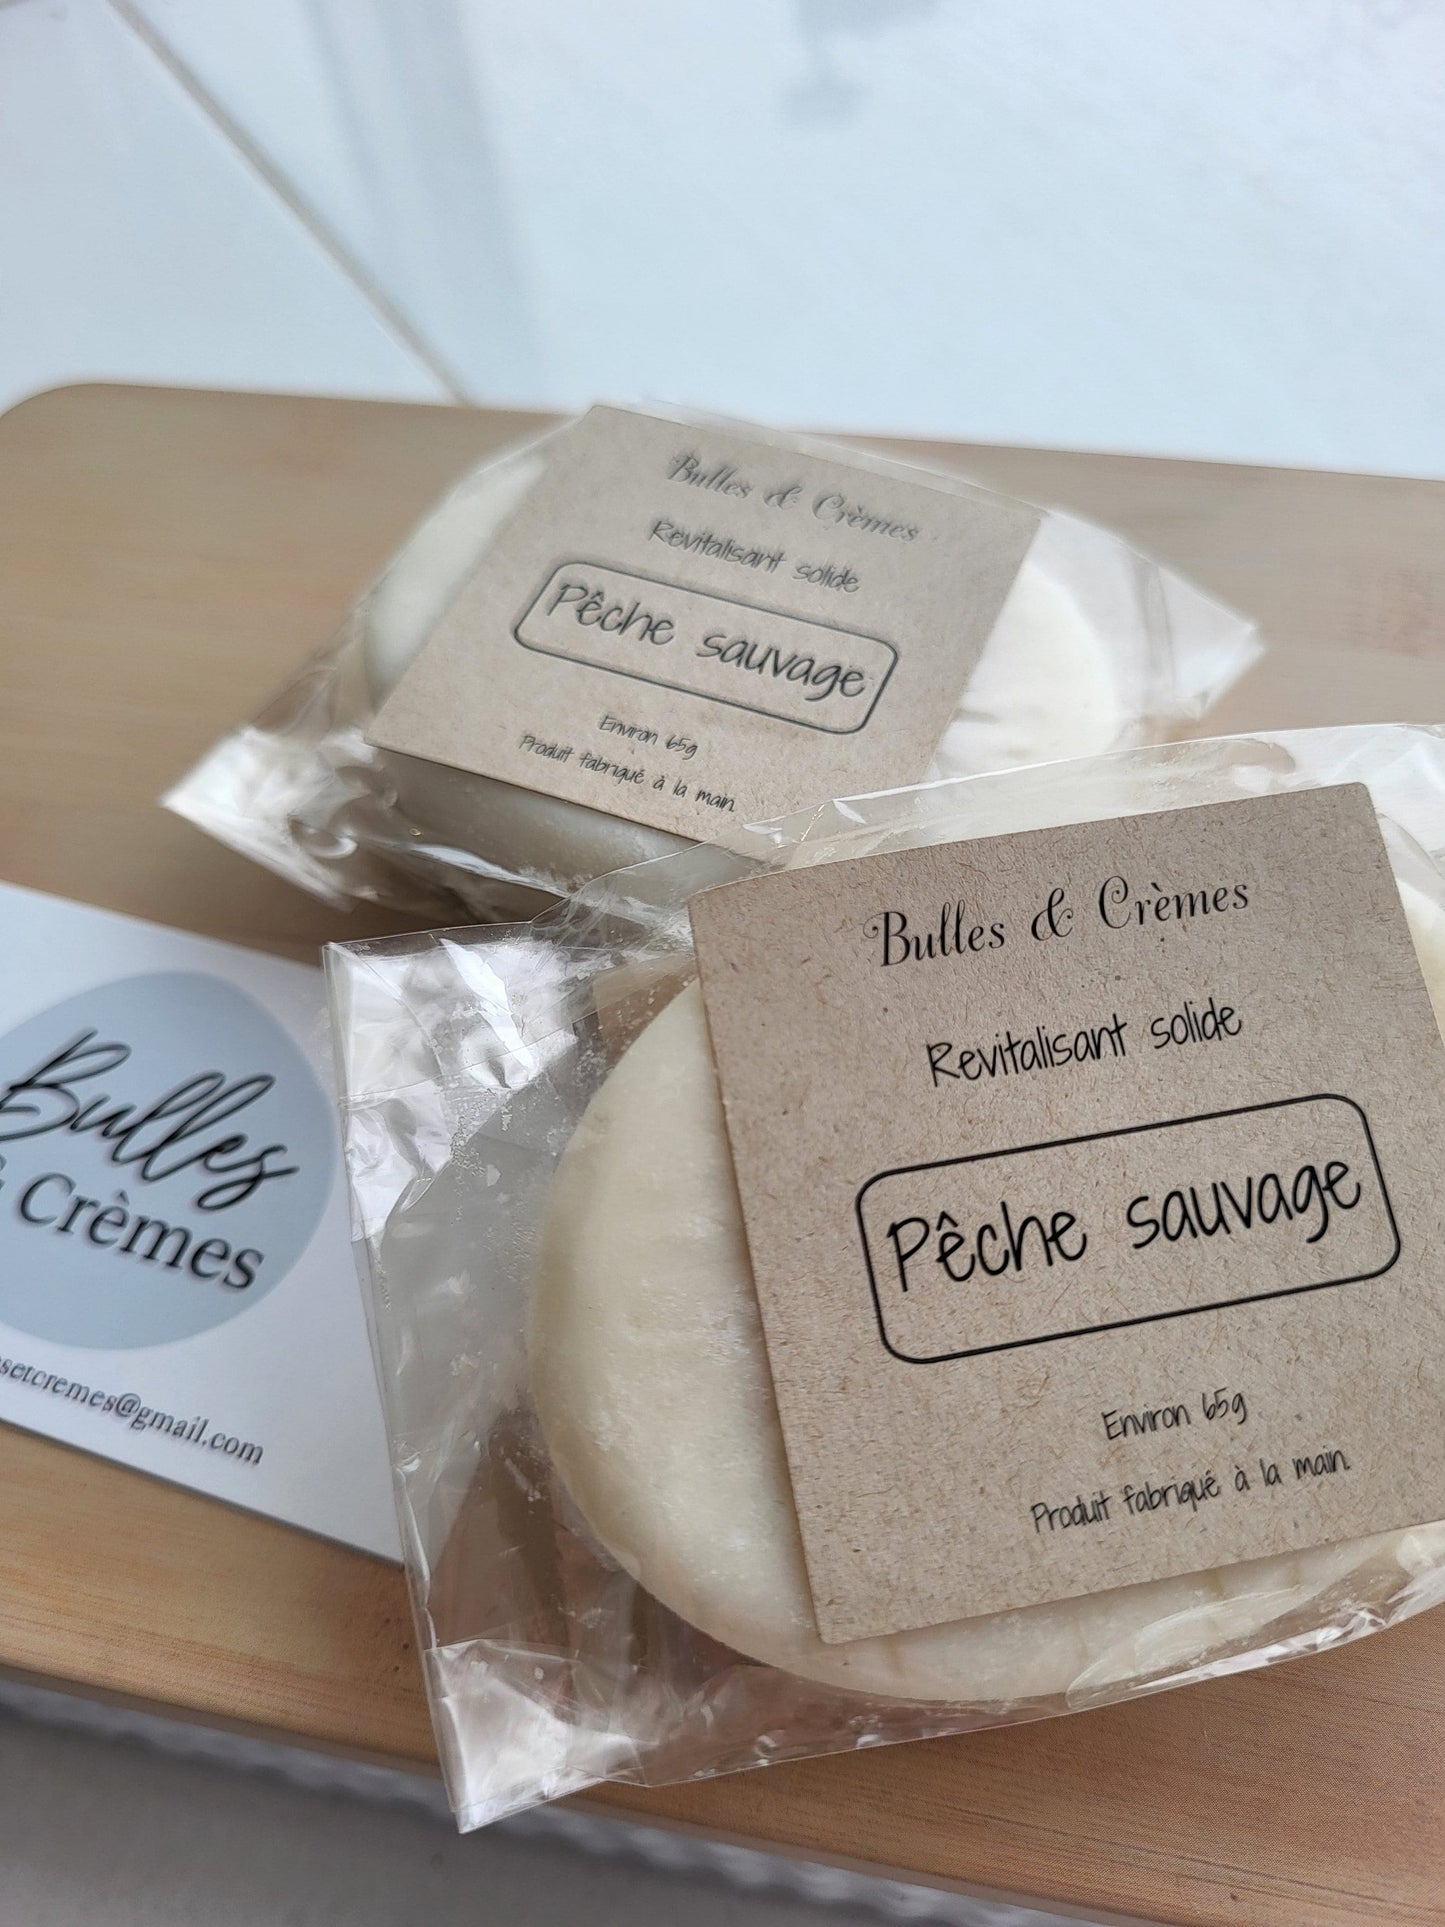 Bulles & Crèmes
Revitalisant solide
Pêche sauvage
Environ 65g
Produit fabriqué à la main.
Bulles & Crèmes
Revitalisant solide
Pêche sauvage
Environ 65g
Produit fabriqué à la main.
Bulles
& Crèmes
setcremes@gmail.com